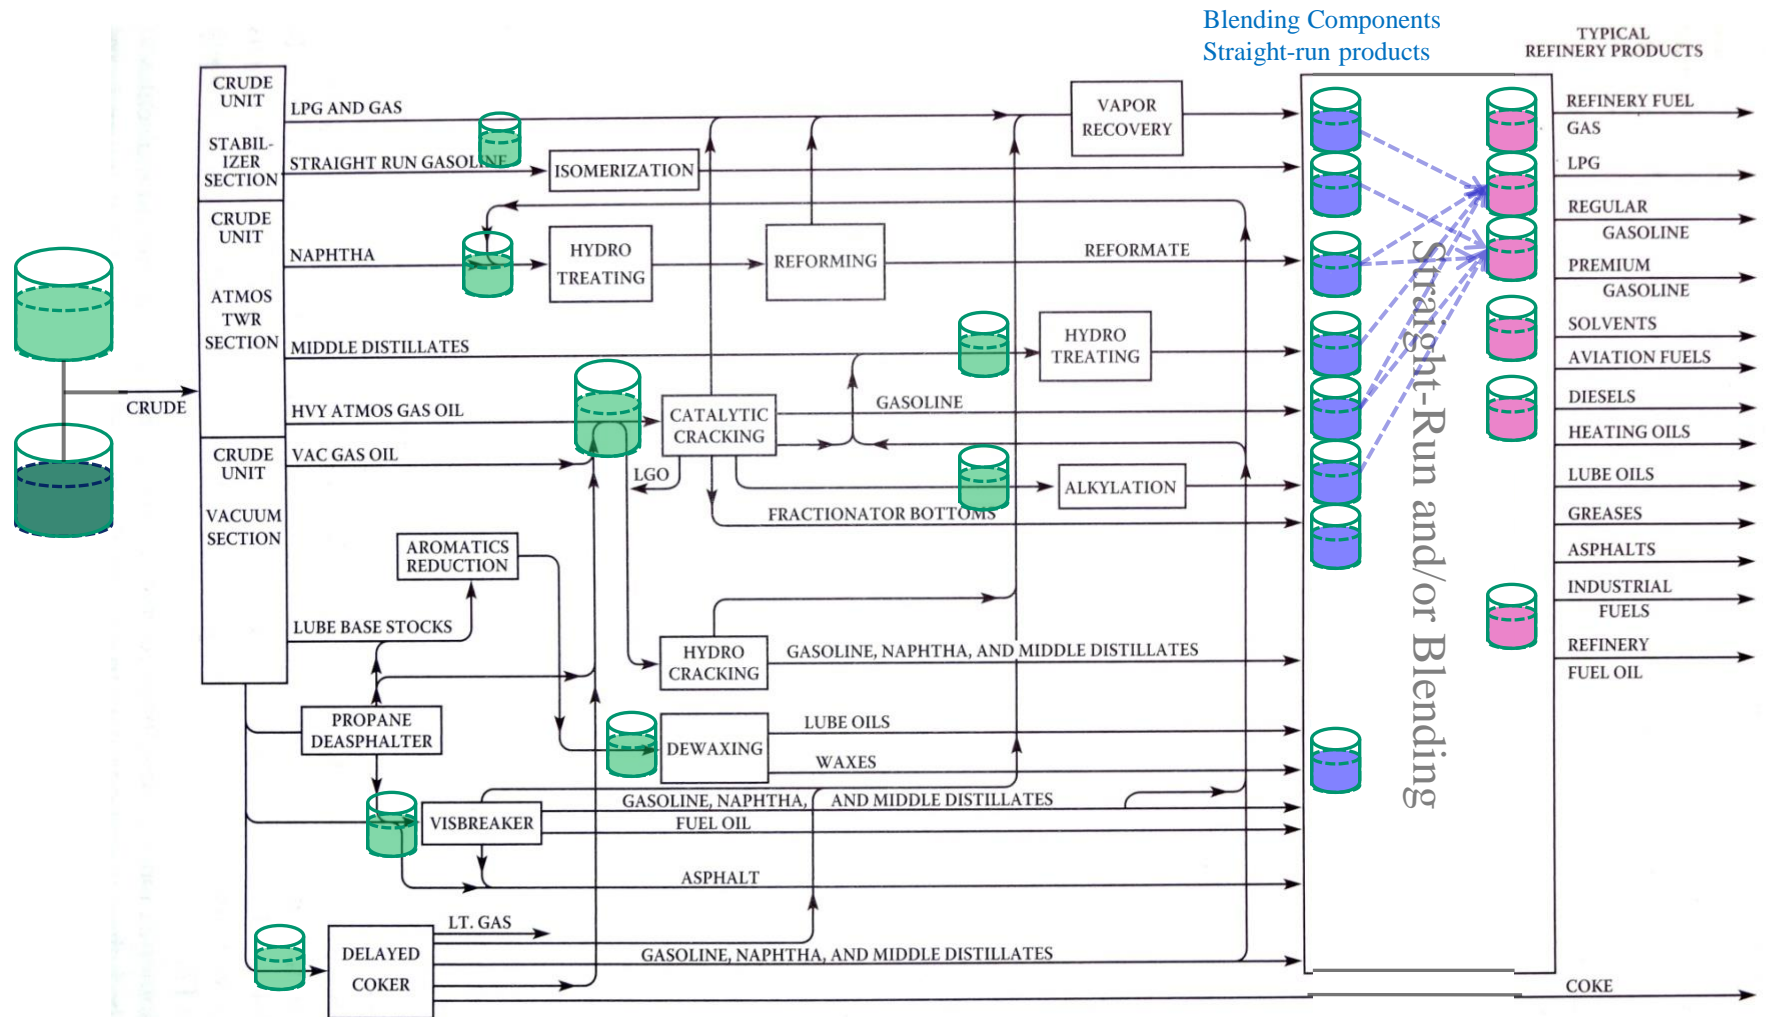 Blending Components
Straight-run products
TYPICAL
REFINERY PRODUCTS
CRUDE
UNIT
STABIL-
IZER
SECTION
LPG AND GAS
STRAIGHT RUN GASOLINE
ISOMERIZATION
VAPOR
RECOVERY
CRUDE
UNIT
ATMOS
TWR
SECTION
NAPHTHA
HYDRO
TREATING
REFORMING
REFORMATE
MIDDLE DISTILLATES
HYDRO
TREATING
CRUDE
HVY ATMOS GAS OIL
CATALYTIC
CRACKING
GASOLINE
CRUDE
UNIT
VACUUM
SECTION
VAC GAS OIL
LGO
ALKYLATION
FRACTIONATOR BOTTOMS
AROMATICS
REDUCTION
LUBE BASE STOCKS
HYDRO
CRACKING
GASOLINE, NAPHTHA, AND MIDDLE DISTILLATES
PROPANE
DEASPHALTER
DEWAXING
LUBE OILS
WAXES
VISBREAKER
GASOLINE, NAPHTHA, AND MIDDLE DISTILLATES
FUEL OIL
ASPHALT
DELAYED
COKER
LT. GAS
GASOLINE, NAPHTHA, AND MIDDLE DISTILLATES
Straight-Run and/or Blending
REFINERY FUEL
GAS
LPG
REGULAR
GASOLINE
PREMIUM
GASOLINE
SOLVENTS
AVIATION FUELS
DIESELS
HEATING OILS
LUBE OILS
GREASES
ASPHALTS
INDUSTRIAL
FUELS
REFINERY
FUEL OIL
COKE